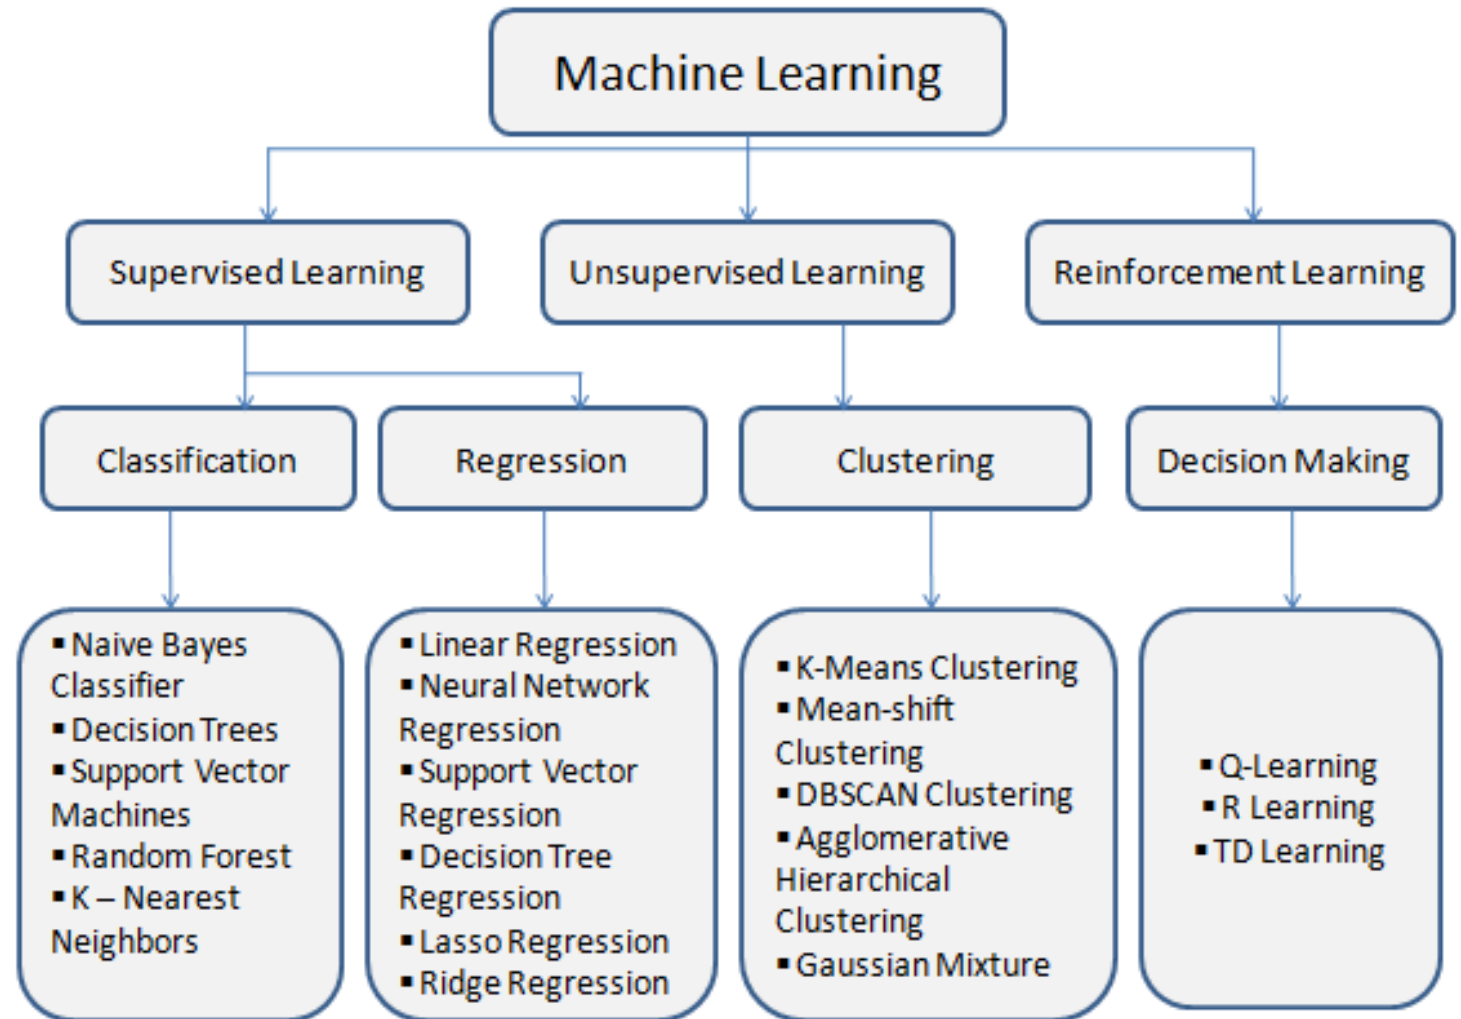 Machine Learning
Supervised Learning
Unsupervised Learning
Reinforcement Learning
Classification
Regression
Clustering
Decision Making
▪ Naive Bayes
Classifier
▪ Decision Trees
▪ Support Vector
Machines
▪ Random Forest
▪ K – Nearest
Neighbors
▪ Linear Regression
▪ Neural Network
Regression
▪ Support Vector
Regression
▪ Decision Tree
Regression
▪ Lasso Regression
▪ Ridge Regression
▪ K-Means Clustering
▪ Mean-shift
Clustering
▪ DBSCAN Clustering
▪ Agglomerative
Hierarchical
Clustering
▪ Gaussian Mixture
▪ Q-Learning
▪ R Learning
▪ TD Learning